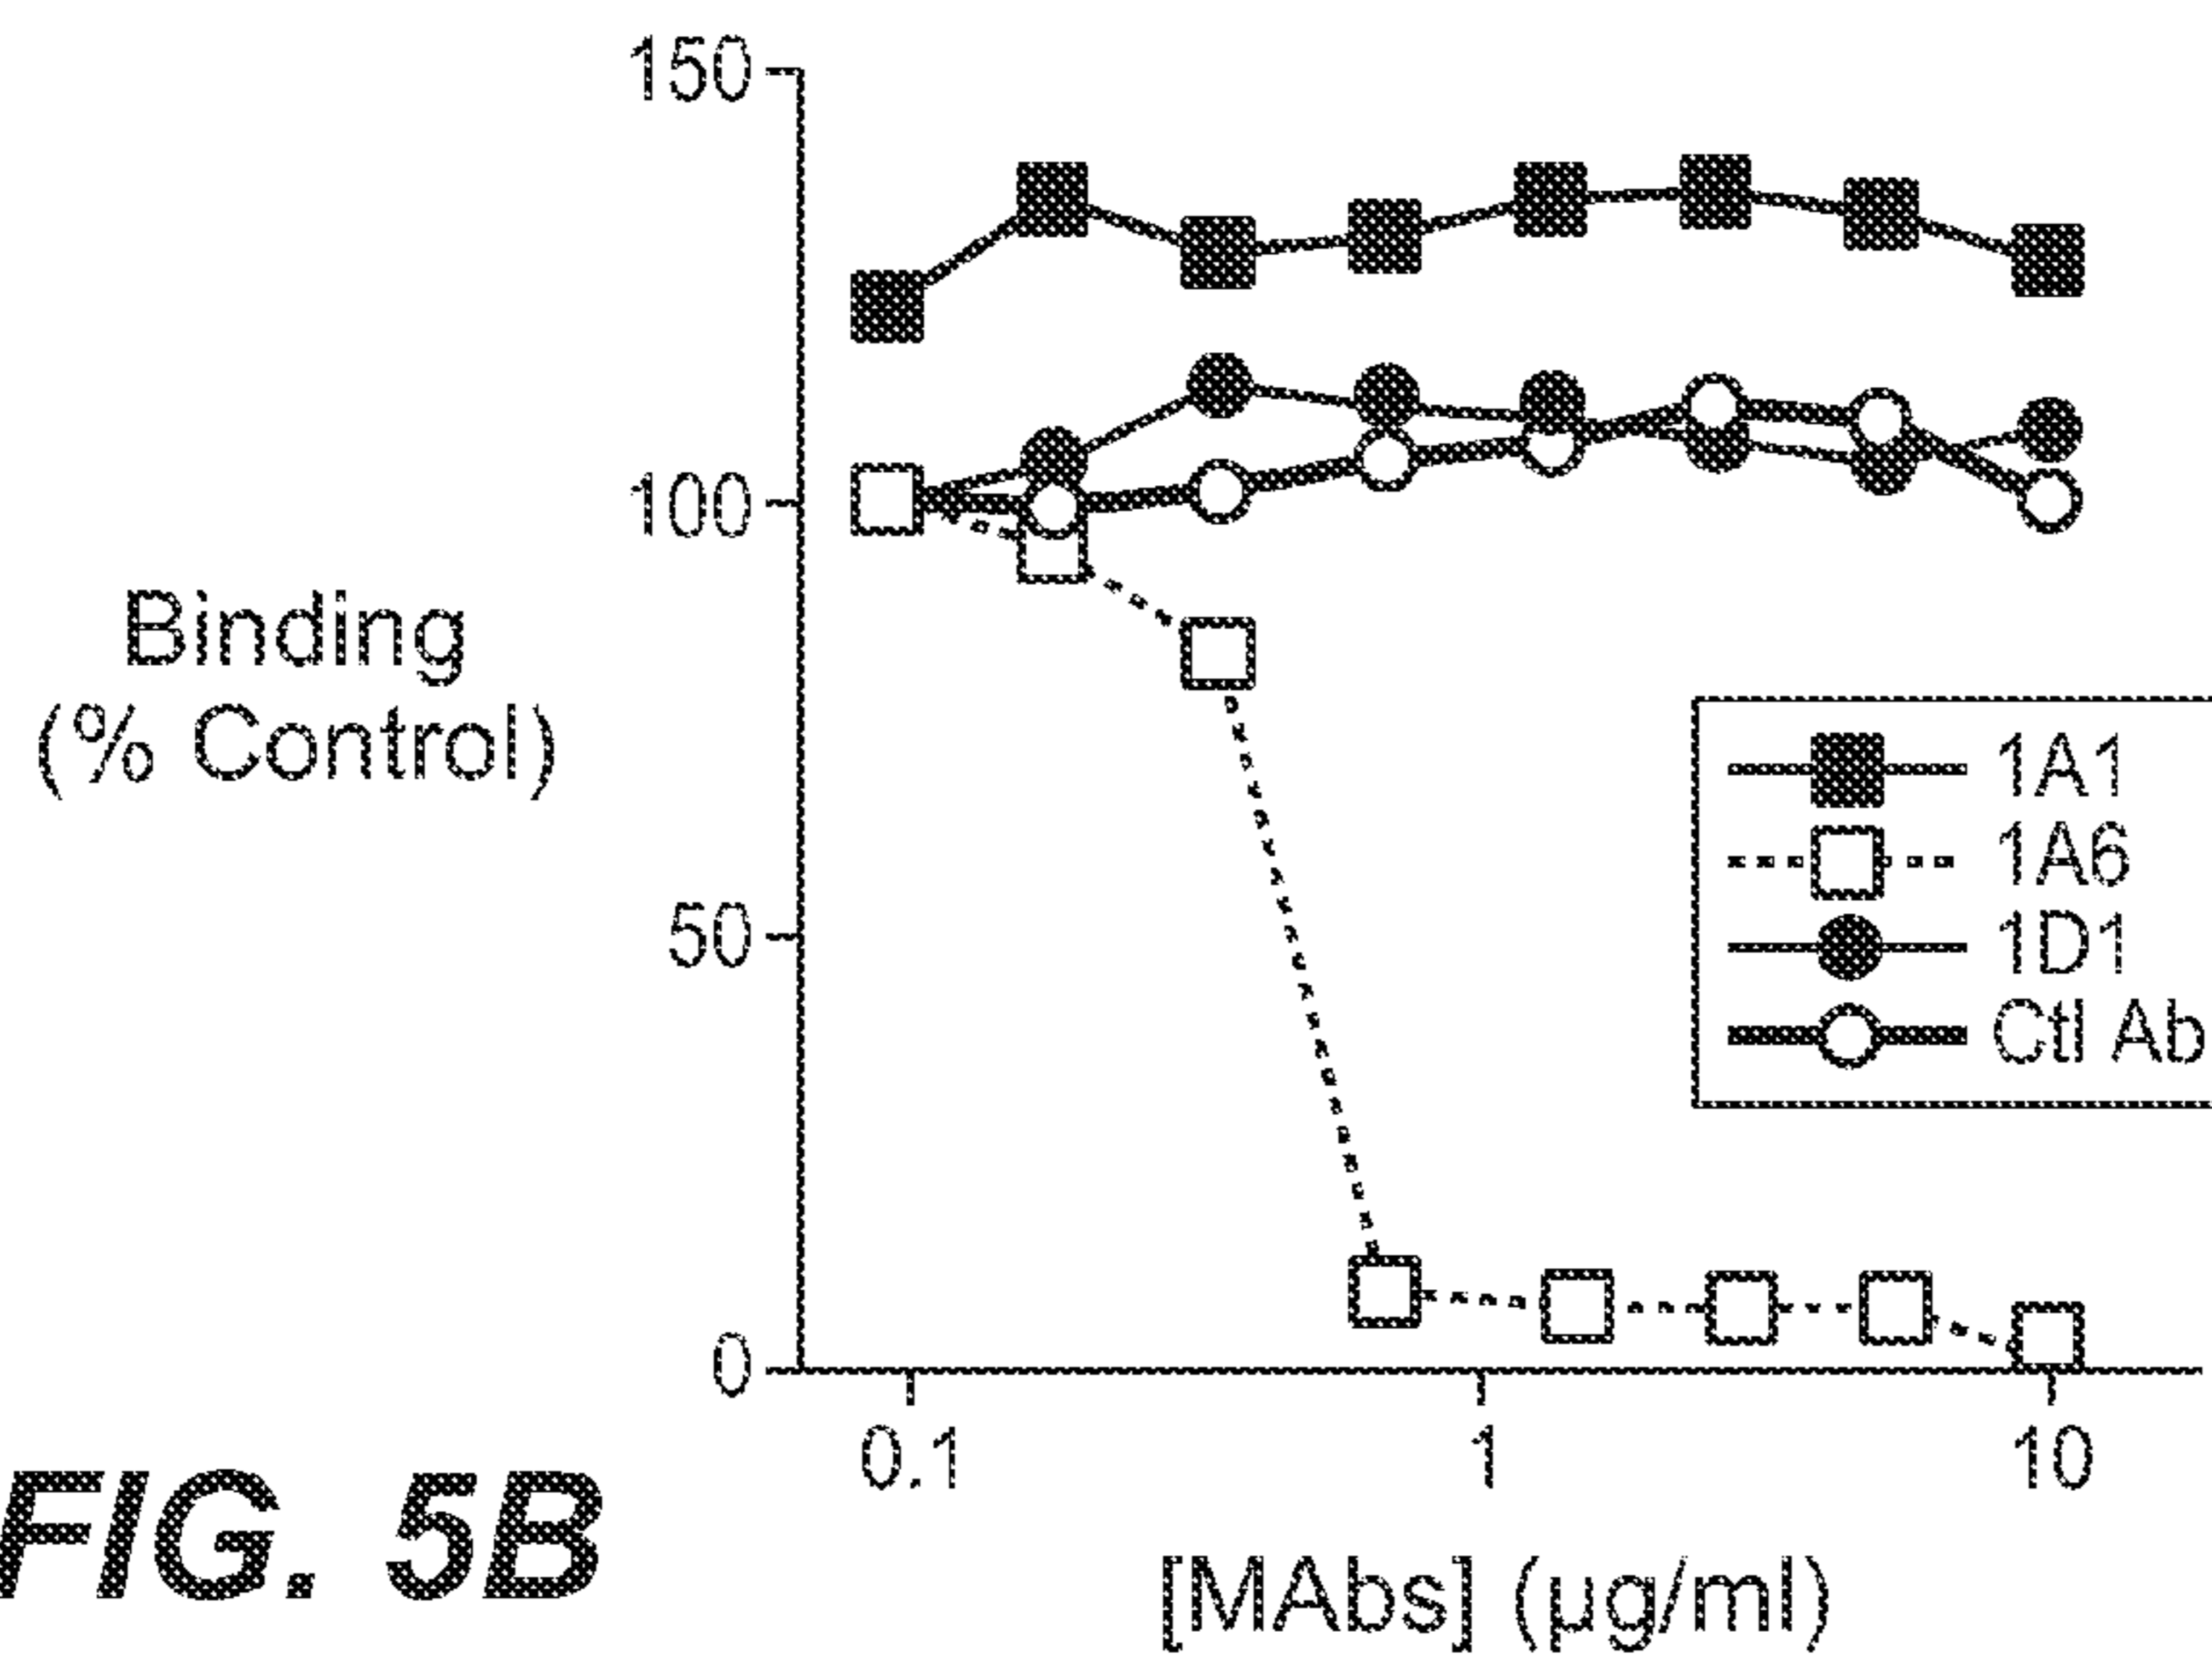 150
100
50
0
Binding
(% Control)
1A1
1A6
1D1
Ctl Ab
0.1
1
10
[MAbs] (µg/ml)
FIG. 5B